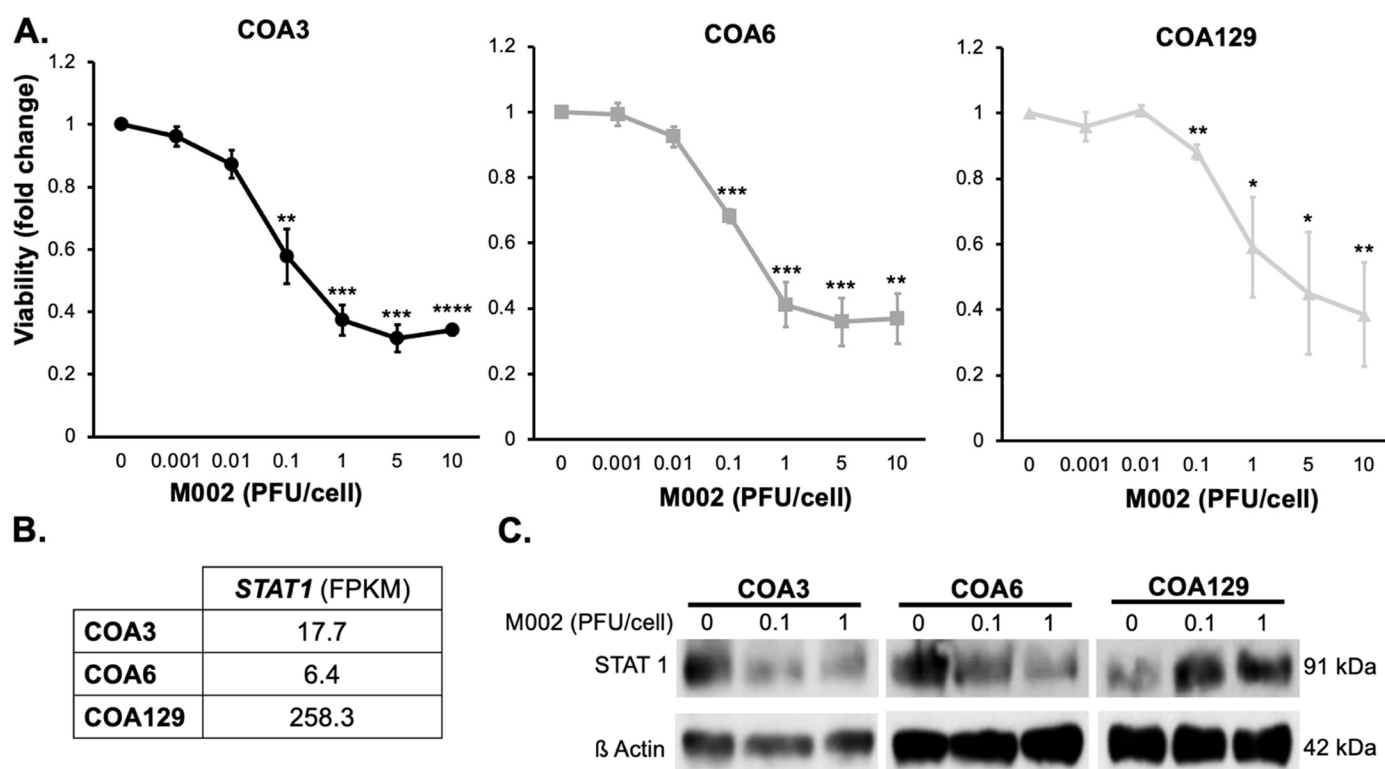 A.
COA3
COA6
COA129
Viability (fold change)
1.2
1
0.8
0.6
0.4
0.2
0
** *** *** ****
0 0.001 0.01 0.1 1 5 10
M002 (PFU/cell)
1.2
1
0.8
0.6
0.4
0.2
0
*** *** *** **
0 0.001 0.01 0.1 1 5 10
M002 (PFU/cell)
1.2
1
0.8
0.6
0.4
0.2
0
** * * **
0 0.001 0.01 0.1 1 5 10
M002 (PFU/cell)
B.
STAT1 (FPKM)
COA3 17.7
COA6 6.4
COA129 258.3
C.
COA3 COA6 COA129
M002 (PFU/cell) 0 0.1 1 0 0.1 1 0 0.1 1
STAT 1 91 kDa
ß Actin 42 kDa